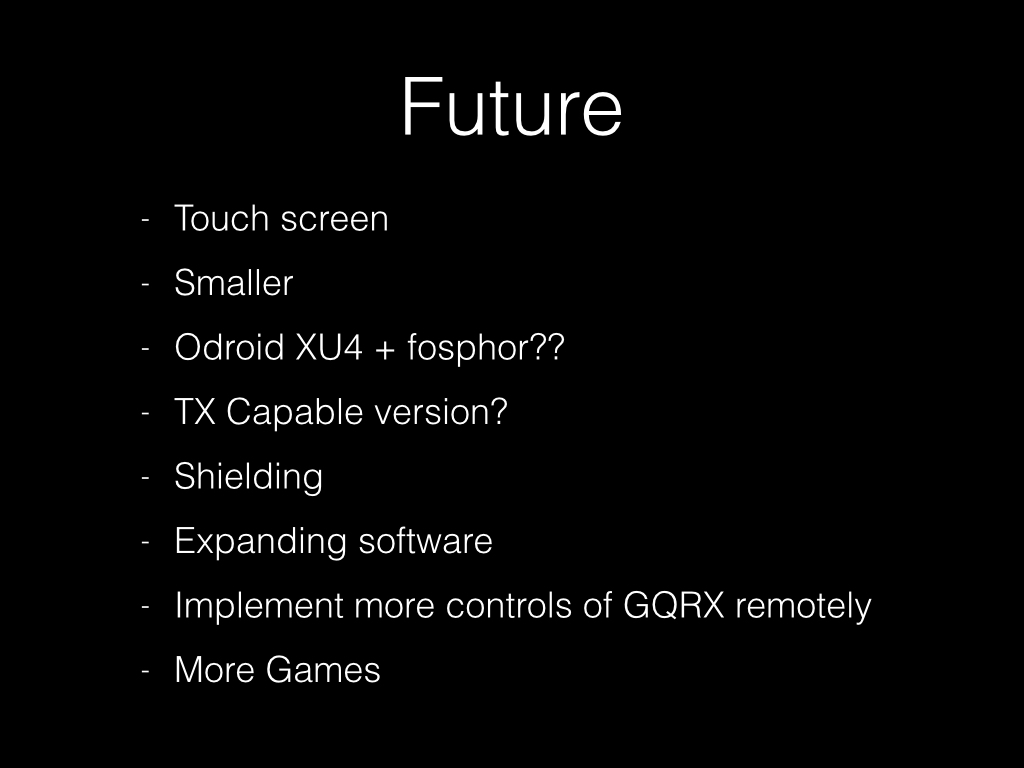 Future
- Touch screen
- Smaller
- Odroid XU4 + fosphor??
- TX Capable version?
- Shielding
- Expanding software
- Implement more controls of GQRX remotely
- More Games